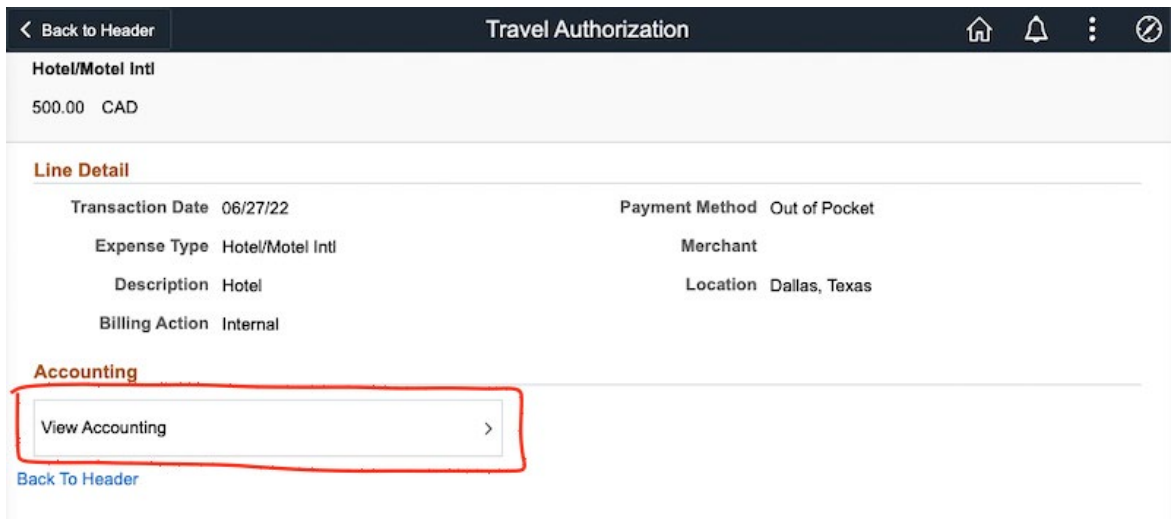 Back to Header
Travel Authorization
Hotel/Motel Intl
500.00 CAD
Line Detail
Transaction Date 06/27/22
Payment Method Out of Pocket
Expense Type Hotel/Motel Intl
Merchant
Description Hotel
Location Dallas, Texas
Billing Action Internal
Accounting
View Accounting
Back To Header